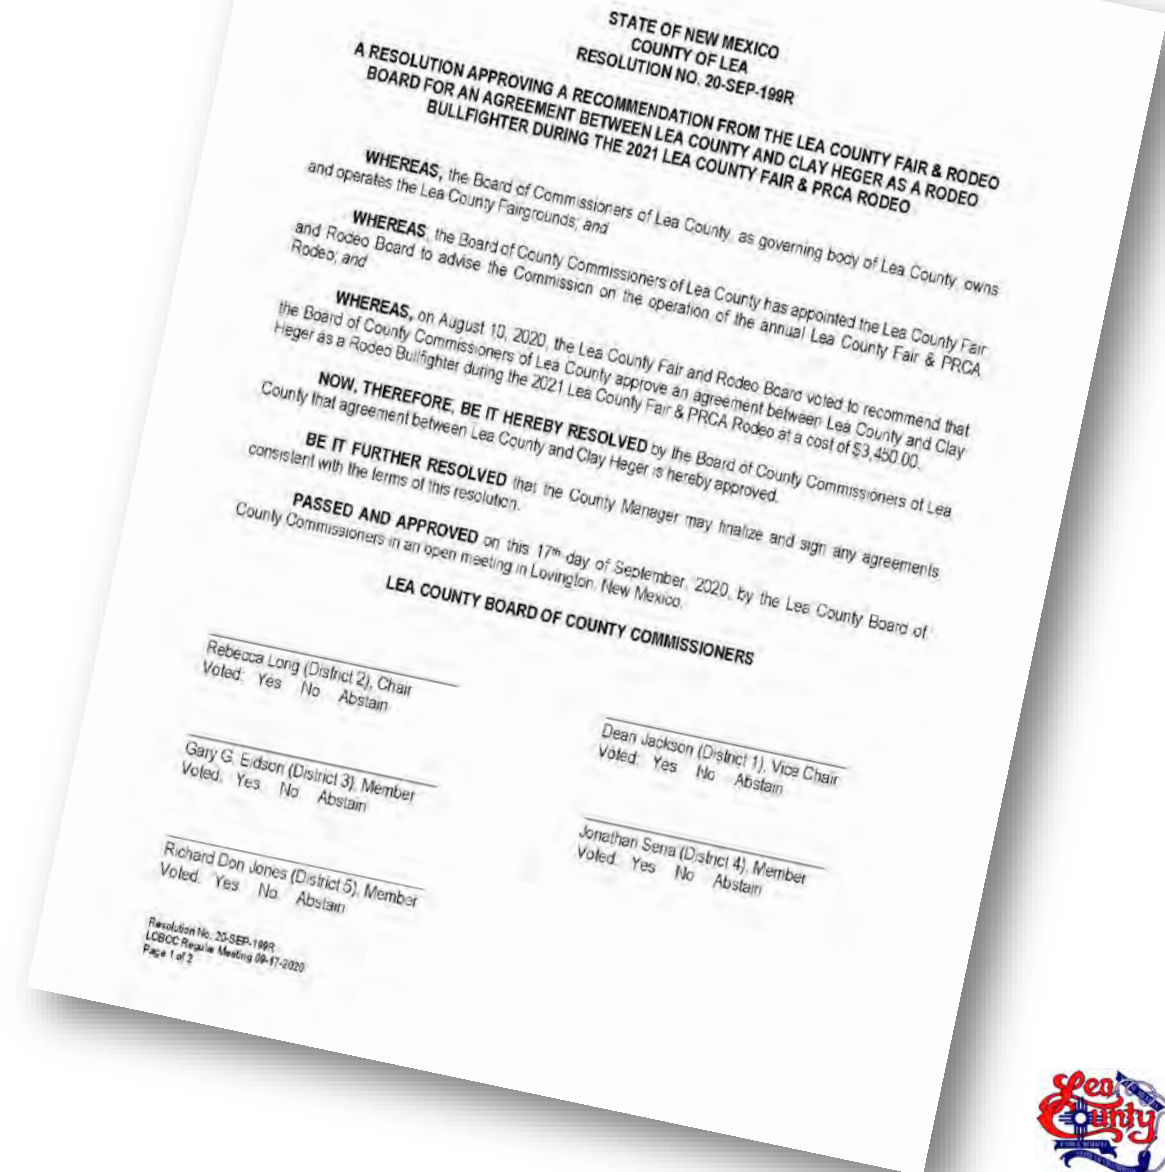 STATE OF NEW MEXICO
COUNTY OF LEA
RESOLUTION NO. 20-SEP-199R
A RESOLUTION APPROVING A RECOMMENDATION FROM THE LEA COUNTY FAIR & RODEO
BOARD FOR AN AGREEMENT BETWEEN LEA COUNTY AND CLAY HEGER AS A RODEO
BULLFIGHTER DURING THE 2021 LEA COUNTY FAIR & PRCA RODEO
WHEREAS, the Board of Commissioners of Lea County, as governing body of Lea County, owns
and operates the Lea County Fairgrounds; and
WHEREAS, the Board of County Commissioners of Lea County has appointed the Lea County Fair
and Rodeo Board to advise the Commission on the operation of the annual Lea County Fair & PRCA
Rodeo; and
WHEREAS, on August 10, 2020, the Lea County Fair and Rodeo Board voted to recommend that
the Board of County Commissioners of Lea County approve an agreement between Lea County and Clay
Heger as a Rodeo Bullfighter during the 2021 Lea County Fair & PRCA Rodeo at a cost of $3,450.00.
NOW, THEREFORE, BE IT HEREBY RESOLVED by the Board of County Commissioners of Lea
County that agreement between Lea County and Clay Heger is hereby approved.
BE IT FURTHER RESOLVED that the County Manager may finalize and sign any agreements
consistent with the terms of this resolution.
PASSED AND APPROVED on this 17th day of September, 2020, by the Lea County Board of
County Commissioners in an open meeting in Lovington, New Mexico.
LEA COUNTY BOARD OF COUNTY COMMISSIONERS
Rebecca Long (District 2), Chair
Voted: Yes No Abstain
Dean Jackson (District 1), Vice Chair
Voted: Yes No Abstain
Gary G. Eidson (District 3), Member
Voted: Yes No Abstain
Jonathan Sena (District 4), Member
Voted: Yes No Abstain
Richard Don Jones (District 5), Member
Voted: Yes No Abstain
Resolution No. 20-SEP-199R
LCBCC Regular Meeting 09-17-2020
Page 1 of 2
Lea
County